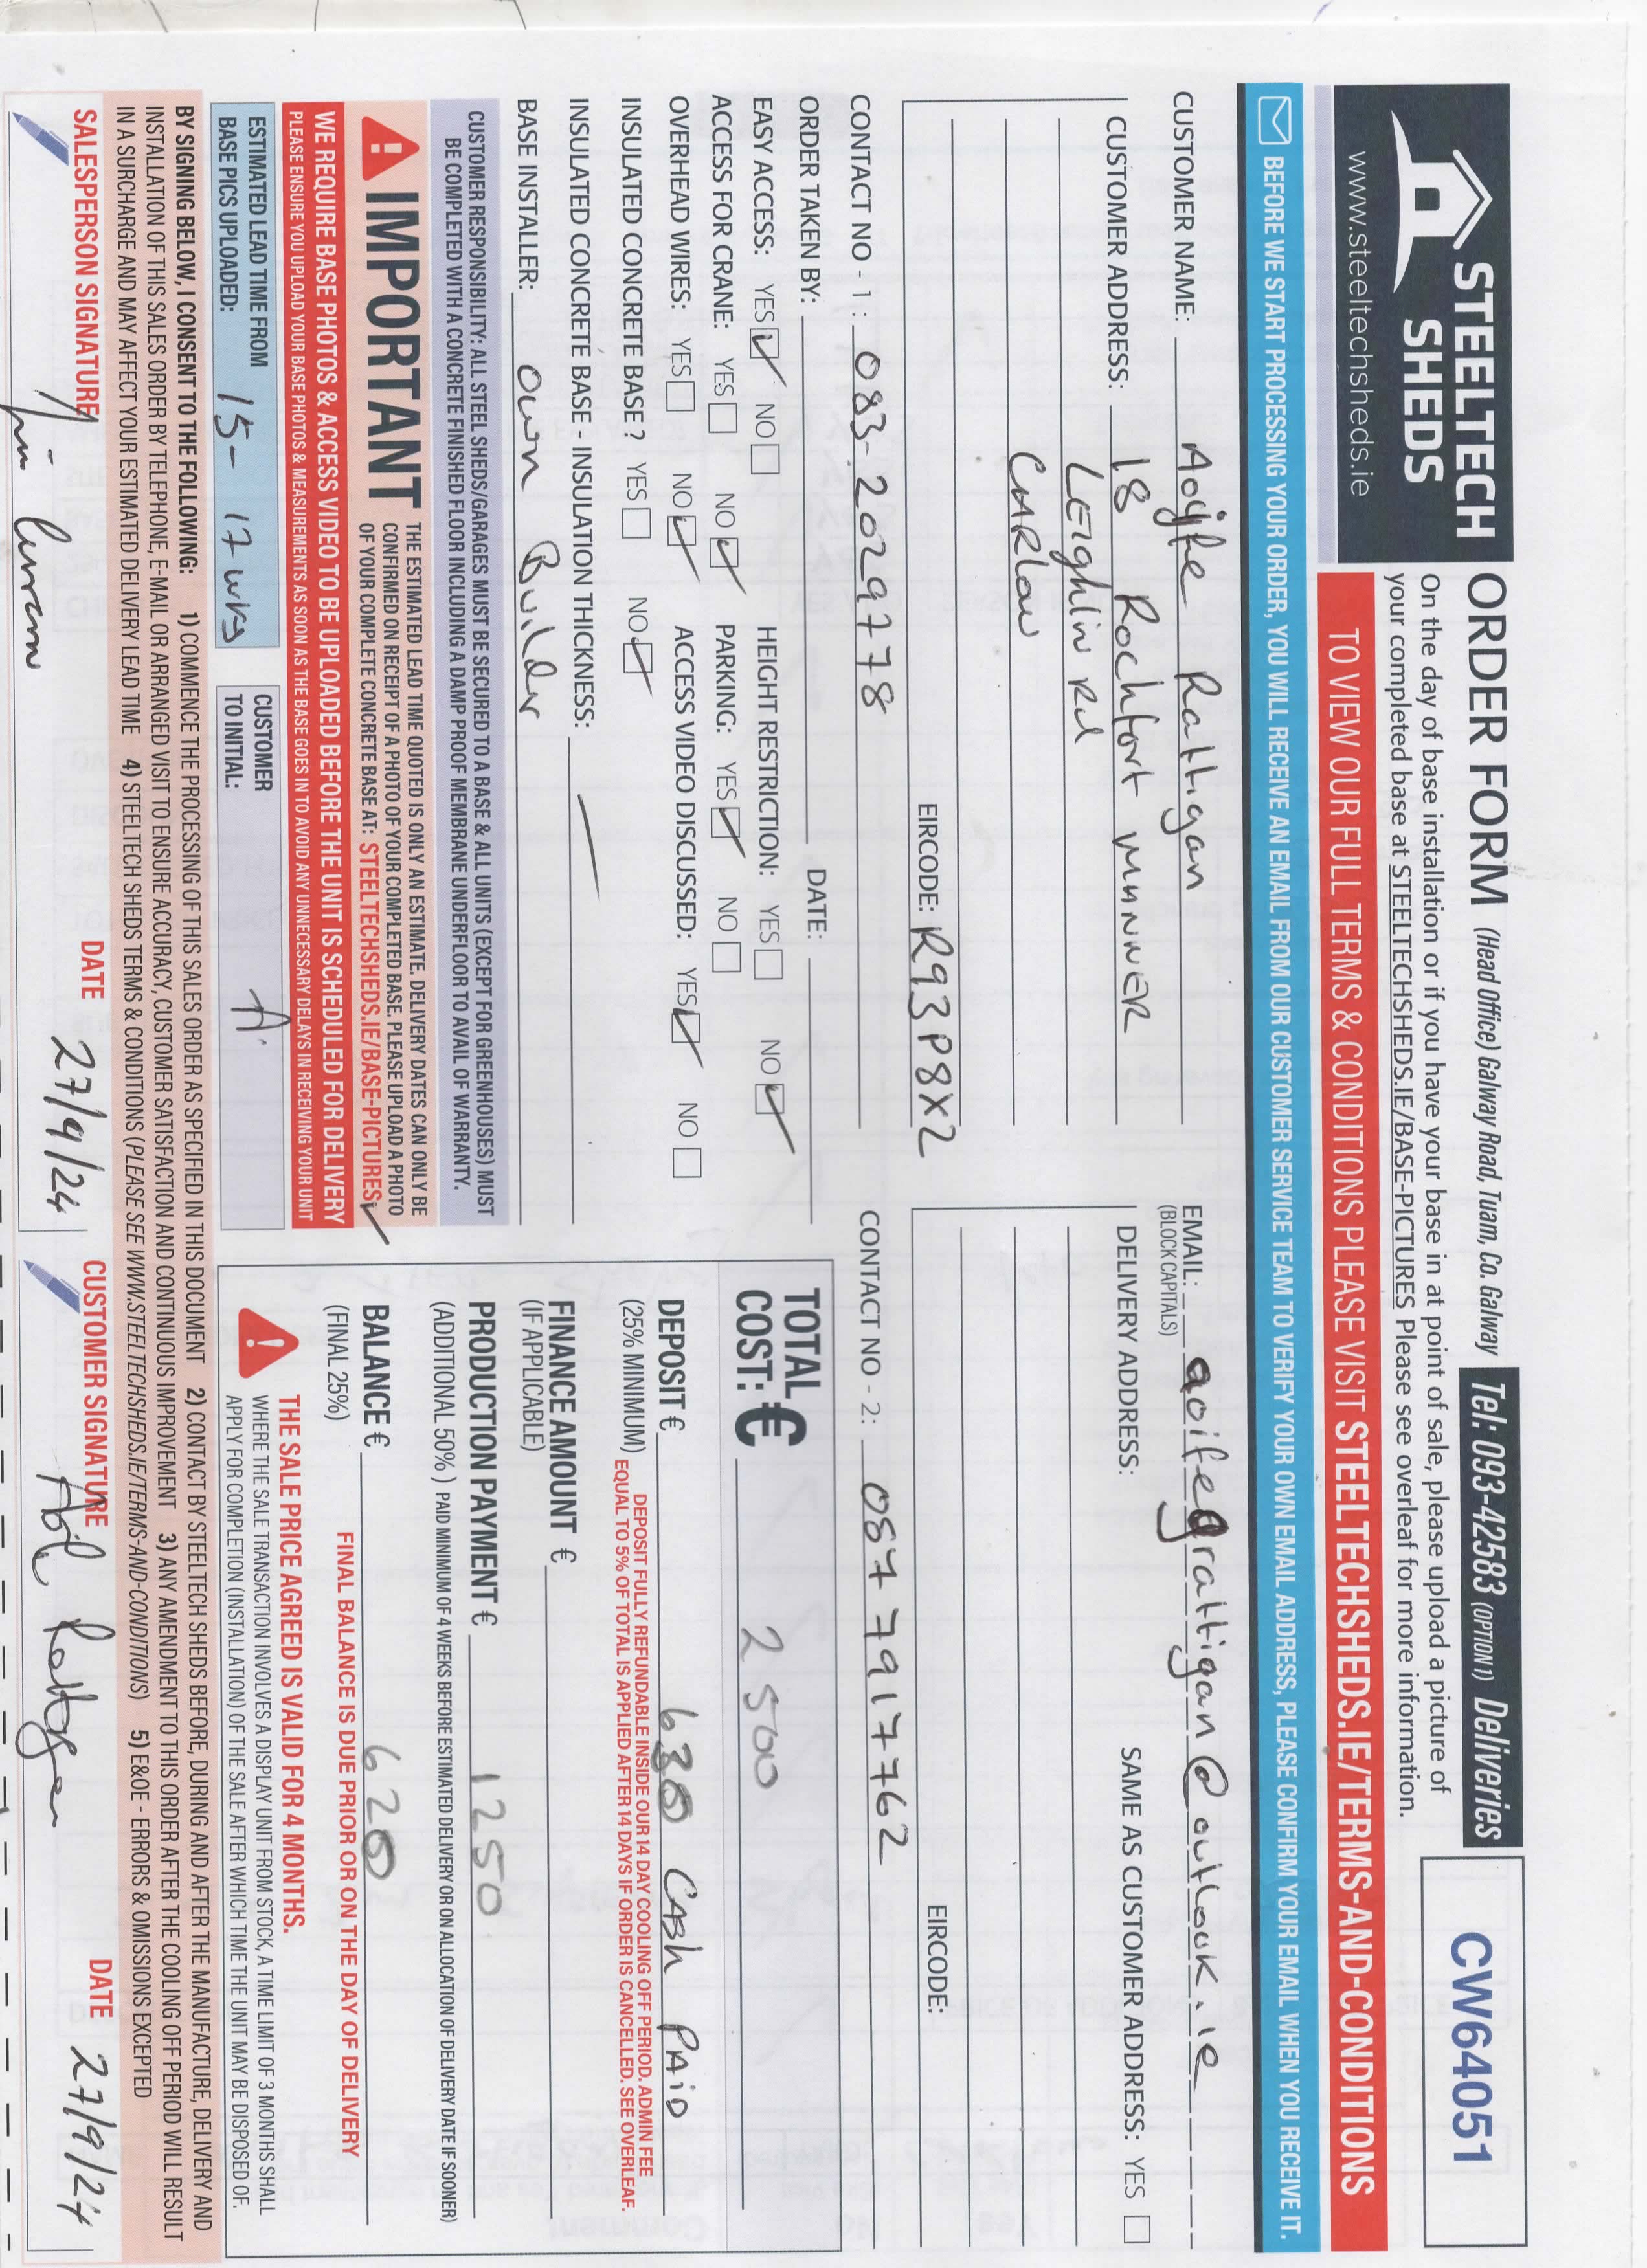 STEELTECH
SHEDS
www.steeltechsheds.ie
ORDER FORM (Head Office) Galway Road, Tuam, Co. Galway Tel: 093-42583 (OPTION 1) Deliveries
On the day of base installation or if you have your base in at point of sale, please upload a picture of
your completed base at STEELTECHSHEDS.IE/BASE-PICTURES Please see overleaf for more information.
CW64051
TO VIEW OUR FULL TERMS & CONDITIONS PLEASE VISIT STEELTECHSHEDS.IE/TERMS-AND-CONDITIONS
BEFORE WE START PROCESSING YOUR ORDER, YOU WILL RECEIVE AN EMAIL FROM OUR CUSTOMER SERVICE TEAM TO VERIFY YOUR OWN EMAIL ADDRESS, PLEASE CONFIRM YOUR EMAIL WHEN YOU RECEIVE IT.
CUSTOMER NAME: Aoife Rattigan
CUSTOMER ADDRESS: 18 Rochfort MANNER
Leighlin Rd
CARlow
EIRCODE: R93P8X2
EMAIL: aoifegrattigan@outlook.ie
(BLOCK CAPITALS)
DELIVERY ADDRESS: SAME AS CUSTOMER ADDRESS: YES
EIRCODE:
CONTACT NO - 1: 083-2029778
CONTACT NO - 2: 087 7917762
ORDER TAKEN BY: DATE:
EASY ACCESS: YES ✓ NO HEIGHT RESTRICTION: YES NO ✓
ACCESS FOR CRANE: YES NO ✓ PARKING: YES ✓ NO
OVERHEAD WIRES: YES NO ✓ ACCESS VIDEO DISCUSSED: YES ✓ NO
INSULATED CONCRETE BASE? YES NO ✓
INSULATED CONCRETE BASE - INSULATION THICKNESS: —
BASE INSTALLER: Own Builder
CUSTOMER RESPONSIBILITY: ALL STEEL SHEDS/GARAGES MUST BE SECURED TO A BASE & ALL UNITS (EXCEPT FOR GREENHOUSES) MUST
BE COMPLETED WITH A CONCRETE FINISHED FLOOR INCLUDING A DAMP PROOF MEMBRANE UNDERFLOOR TO AVAIL OF WARRANTY.
IMPORTANT
THE ESTIMATED LEAD TIME QUOTED IS ONLY AN ESTIMATE. DELIVERY DATES CAN ONLY BE
CONFIRMED ON RECEIPT OF A PHOTO OF YOUR COMPLETED BASE. PLEASE UPLOAD A PHOTO
OF YOUR COMPLETE CONCRETE BASE AT: STEELTECHSHEDS.IE/BASE-PICTURES ✓
WE REQUIRE BASE PHOTOS & ACCESS VIDEO TO BE UPLOADED BEFORE THE UNIT IS SCHEDULED FOR DELIVERY
PLEASE ENSURE YOU UPLOAD YOUR BASE PHOTOS & MEASUREMENTS AS SOON AS THE BASE GOES IN TO AVOID ANY UNNECESSARY DELAYS IN RECEIVING YOUR UNIT
ESTIMATED LEAD TIME FROM
BASE PICS UPLOADED: 15-17 wks
CUSTOMER
TO INITIAL: A.
TOTAL
COST: € 2500
DEPOSIT € 630 CASh PAiD
(25% MINIMUM) DEPOSIT FULLY REFUNDABLE INSIDE OUR 14 DAY COOLING OFF PERIOD. ADMIN FEE
EQUAL TO 5% OF TOTAL IS APPLIED AFTER 14 DAYS IF ORDER IS CANCELLED. SEE OVERLEAF.
FINANCE AMOUNT €
(IF APPLICABLE)
PRODUCTION PAYMENT € 1250
(ADDITIONAL 50%) PAID MINIMUM OF 4 WEEKS BEFORE ESTIMATED DELIVERY OR ON ALLOCATION OF DELIVERY DATE IF SOONER)
BALANCE € 620
(FINAL 25%) FINAL BALANCE IS DUE PRIOR OR ON THE DAY OF DELIVERY
THE SALE PRICE AGREED IS VALID FOR 4 MONTHS.
WHERE THE SALE TRANSACTION INVOLVES A DISPLAY UNIT FROM STOCK, A TIME LIMIT OF 3 MONTHS SHALL
APPLY FOR COMPLETION (INSTALLATION) OF THE SALE AFTER WHICH TIME THE UNIT MAY BE DISPOSED OF.
BY SIGNING BELOW, I CONSENT TO THE FOLLOWING: 1) COMMENCE THE PROCESSING OF THIS SALES ORDER AS SPECIFIED IN THIS DOCUMENT 2) CONTACT BY STEELTECH SHEDS BEFORE, DURING AND AFTER THE MANUFACTURE, DELIVERY AND
INSTALLATION OF THIS SALES ORDER BY TELEPHONE, E-MAIL OR ARRANGED VISIT TO ENSURE ACCURACY, CUSTOMER SATISFACTION AND CONTINUOUS IMPROVEMENT 3) ANY AMENDMENT TO THIS ORDER AFTER THE COOLING OFF PERIOD WILL RESULT
IN A SURCHARGE AND MAY AFFECT YOUR ESTIMATED DELIVERY LEAD TIME 4) STEELTECH SHEDS TERMS & CONDITIONS (PLEASE SEE WWW.STEELTECHSHEDS.IE/TERMS-AND-CONDITIONS) 5) E&OE - ERRORS & OMISSIONS EXCEPTED
SALESPERSON SIGNATURE DATE 27/9/24
CUSTOMER SIGNATURE DATE 27/9/24